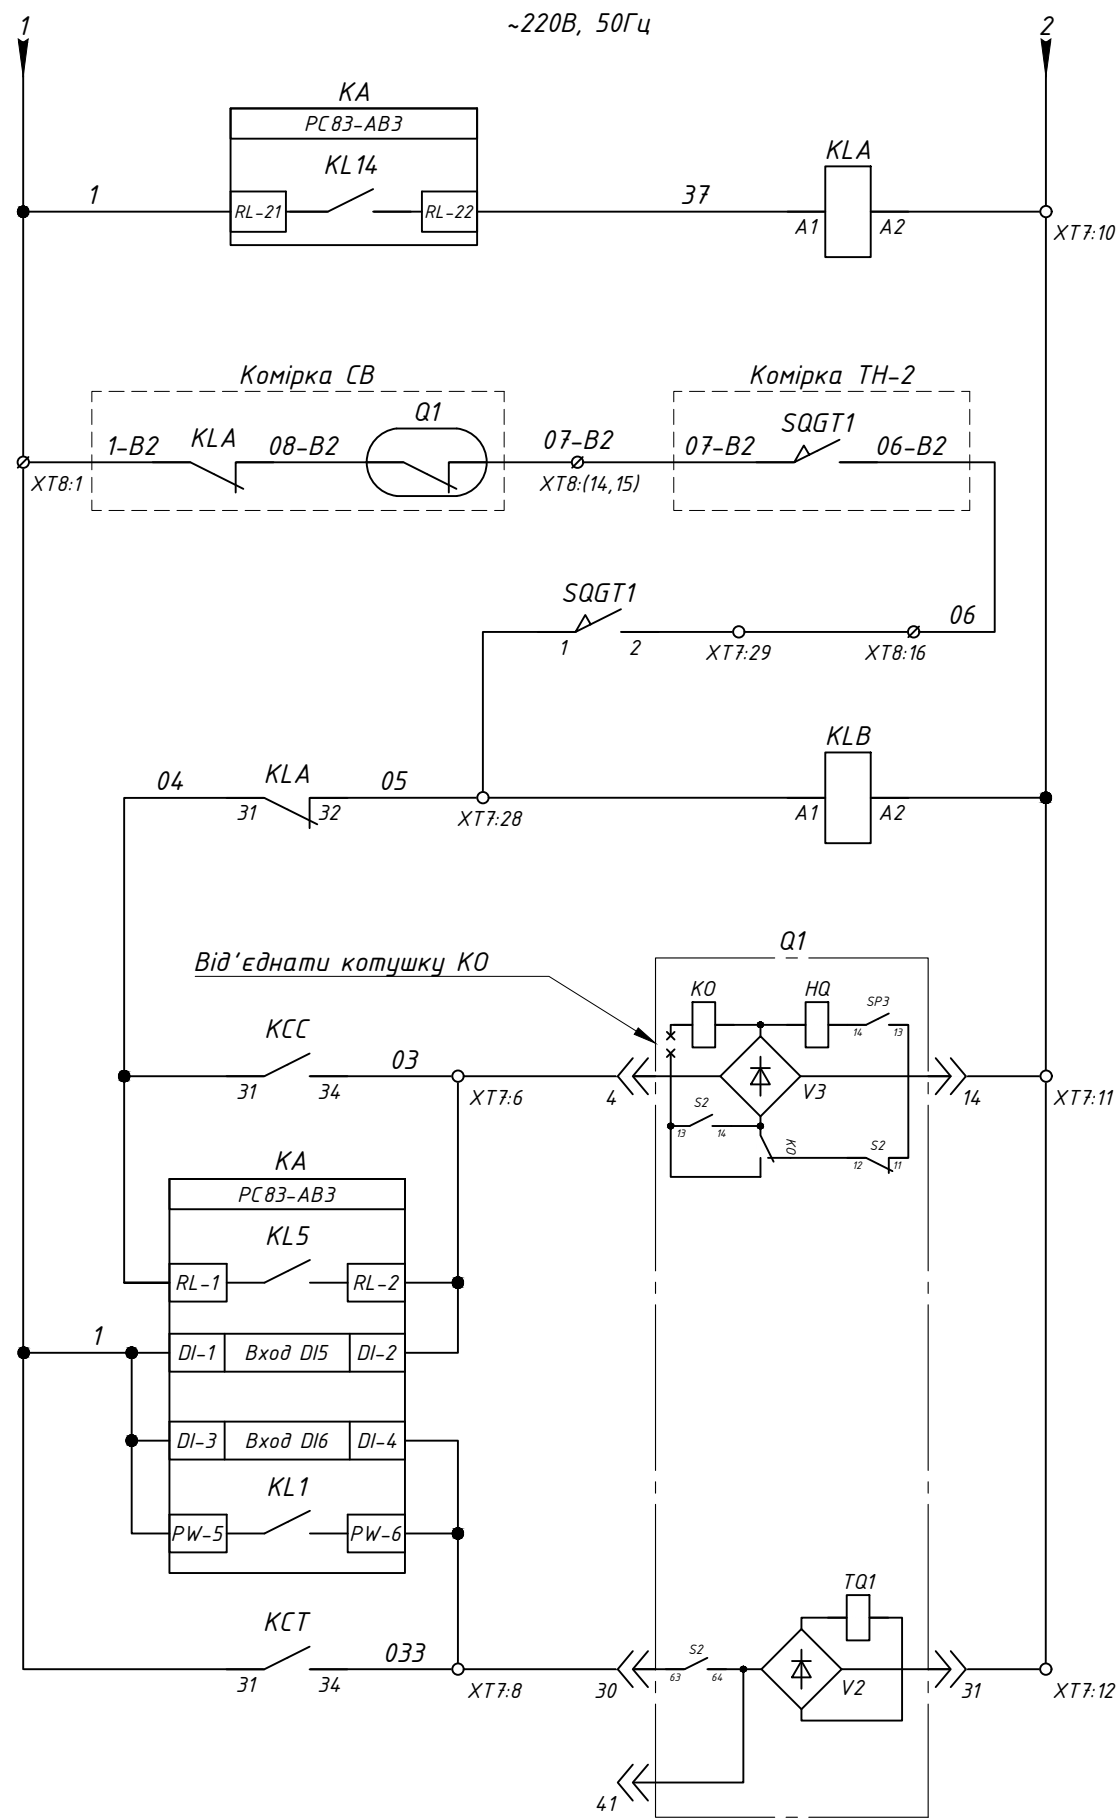 1 ~220В, 50Гц 2
KA
РС83-АВ3
KL14 KLA
1 RL-21 RL-22 37 A1 A2 XT7:10
Комірка СВ Комірка ТН-2
Q1
1-B2 KLA 08-B2 07-B2 07-B2 SQGT1 06-B2
XT8:1 XT8:(14,15)
SQGT1 06
1 2 XT7:29 XT8:16
KLB
04 KLA 05
31 32 XT7:28 A1 A2
Q1
Від'єднати котушку КО
KO HQ SP3
14 13
KCC 03
31 34 XT7:6 4 V3 14 XT7:11
S2
13 14 KO S2
12 11
KA
РС83-АВ3
KL5
RL-1 RL-2
1
DI-1 Вход DI5 DI-2
DI-3 Вход DI6 DI-4
KL1
PW-5 PW-6
TQ1
KCT 033 S2
31 34 XT7:8 30 63 64 V2 31 XT7:12
41